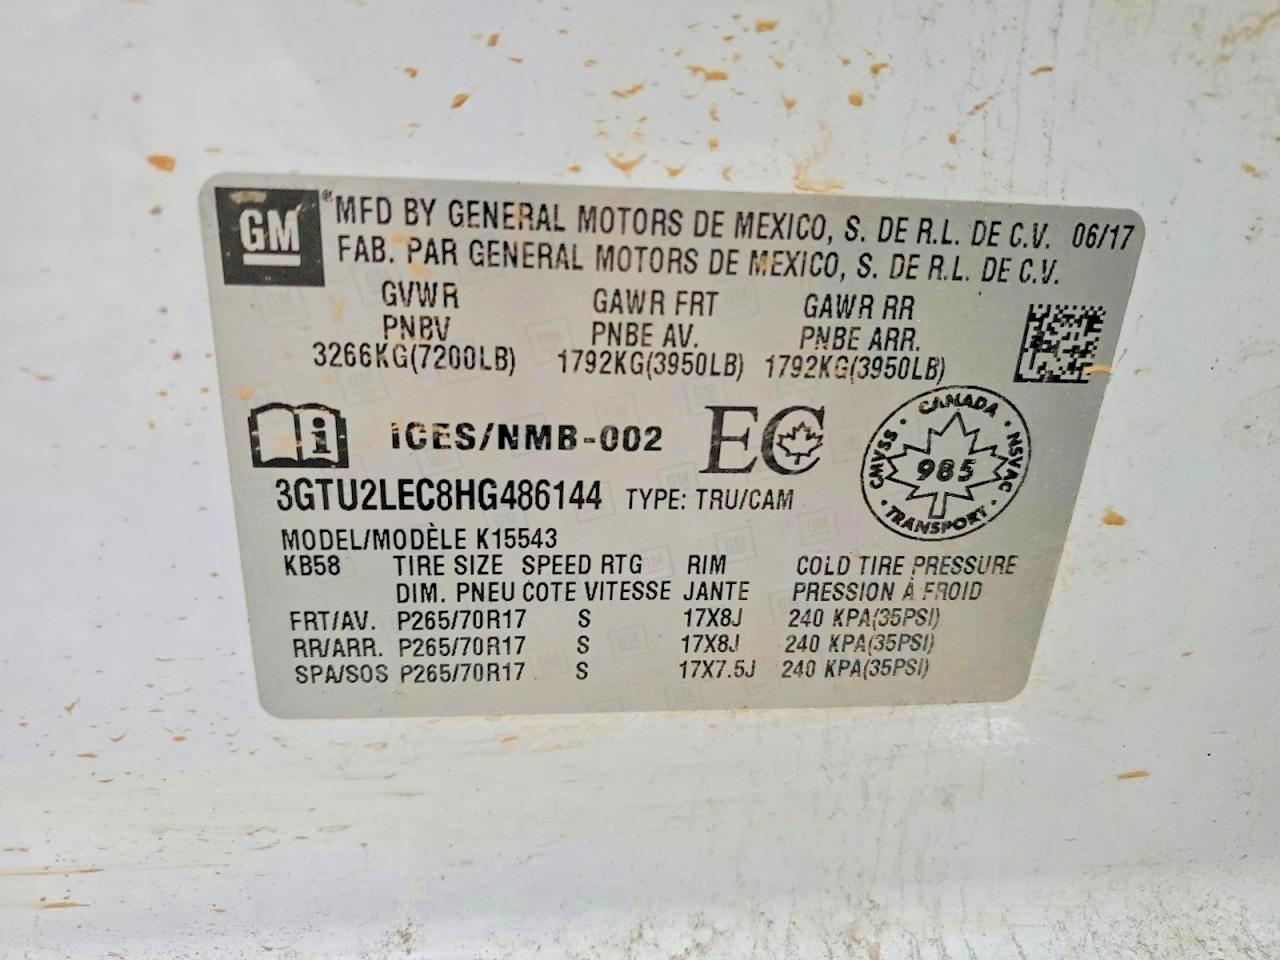 GM ® MFD BY GENERAL MOTORS DE MEXICO, S. DE R.L. DE C.V. 06/17
FAB. PAR GENERAL MOTORS DE MEXICO, S. DE R.L. DE C.V.
GVWR GAWR FRT GAWR RR
PNBV PNBE AV. PNBE ARR.
3266KG(7200LB) 1792KG(3950LB) 1792KG(3950LB)
i ICES/NMB-002 EC CANADA CMVSS 985 NSVAC TRANSPORT
3GTU2LEC8HG486144 TYPE: TRU/CAM
MODEL/MODÈLE K15543
KB58 TIRE SIZE SPEED RTG RIM COLD TIRE PRESSURE
DIM. PNEU COTE VITESSE JANTE PRESSION À FROID
FRT/AV. P265/70R17 S 17X8J 240 KPA(35PSI)
RR/ARR. P265/70R17 S 17X8J 240 KPA(35PSI)
SPA/SOS P265/70R17 S 17X7.5J 240 KPA(35PSI)